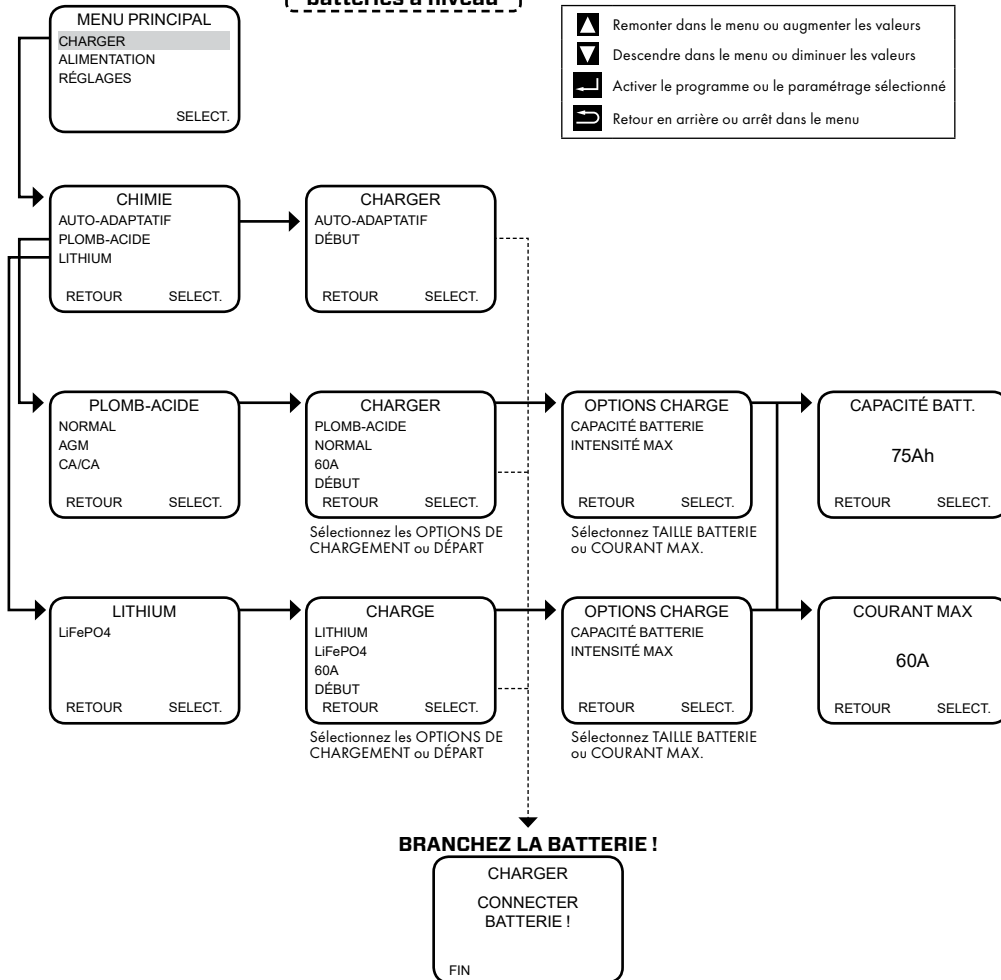 batteries à niveau
MENU PRINCIPAL
CHARGER
ALIMENTATION
RÉGLAGES
SELECT.
Remonter dans le menu ou augmenter les valeurs
Descendre dans le menu ou diminuer les valeurs
Activer le programme ou le paramétrage sélectionné
Retour en arrière ou arrêt dans le menu
CHIMIE
AUTO-ADAPTATIF
PLOMB-ACIDE
LITHIUM
RETOUR SELECT.
CHARGER
AUTO-ADAPTATIF
DÉBUT
RETOUR SELECT.
PLOMB-ACIDE
NORMAL
AGM
CA/CA
RETOUR SELECT.
CHARGER
PLOMB-ACIDE
NORMAL
60A
DÉBUT
RETOUR SELECT.
Sélectionnez les OPTIONS DE
CHARGEMENT ou DÉPART
OPTIONS CHARGE
CAPACITÉ BATTERIE
INTENSITÉ MAX
RETOUR SELECT.
Sélectonnez TAILLE BATTERIE
ou COURANT MAX.
CAPACITÉ BATT.
75Ah
RETOUR SELECT.
LITHIUM
LiFePO4
RETOUR SELECT.
CHARGE
LITHIUM
LiFePO4
60A
DÉBUT
RETOUR SELECT.
Sélectionnez les OPTIONS DE
CHARGEMENT ou DÉPART
OPTIONS CHARGE
CAPACITÉ BATTERIE
INTENSITÉ MAX
RETOUR SELECT.
Sélectonnez TAILLE BATTERIE
ou COURANT MAX.
COURANT MAX
60A
RETOUR SELECT.
BRANCHEZ LA BATTERIE !
CHARGER
CONNECTER
BATTERIE !
FIN